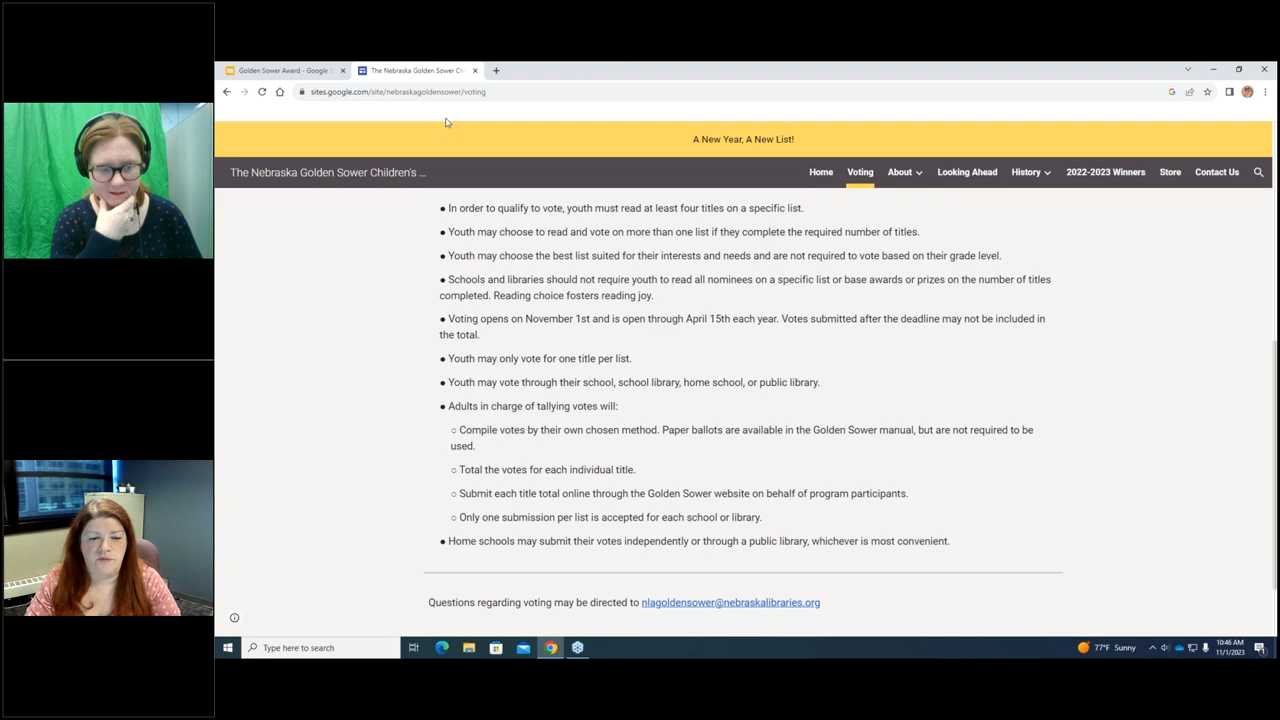 Golden Sower Award - Google S
The Nebraska Golden Sower Ch
sites.google.com/site/nebraskagoldensower/voting
A New Year, A New List!
The Nebraska Golden Sower Children's ...
Home Voting About Looking Ahead History 2022-2023 Winners Store Contact Us
● In order to qualify to vote, youth must read at least four titles on a specific list.
● Youth may choose to read and vote on more than one list if they complete the required number of titles.
● Youth may choose the best list suited for their interests and needs and are not required to vote based on their grade level.
● Schools and libraries should not require youth to read all nominees on a specific list or base awards or prizes on the number of titles
completed. Reading choice fosters reading joy.
● Voting opens on November 1st and is open through April 15th each year. Votes submitted after the deadline may not be included in
the total.
● Youth may only vote for one title per list.
● Youth may vote through their school, school library, home school, or public library.
● Adults in charge of tallying votes will:
○ Compile votes by their own chosen method. Paper ballots are available in the Golden Sower manual, but are not required to be
used.
○ Total the votes for each individual title.
○ Submit each title total online through the Golden Sower website on behalf of program participants.
○ Only one submission per list is accepted for each school or library.
● Home schools may submit their votes independently or through a public library, whichever is most convenient.
Questions regarding voting may be directed to nlagoldensower@nebraskalibraries.org
Type here to search
77°F Sunny
10:46 AM
11/1/2023